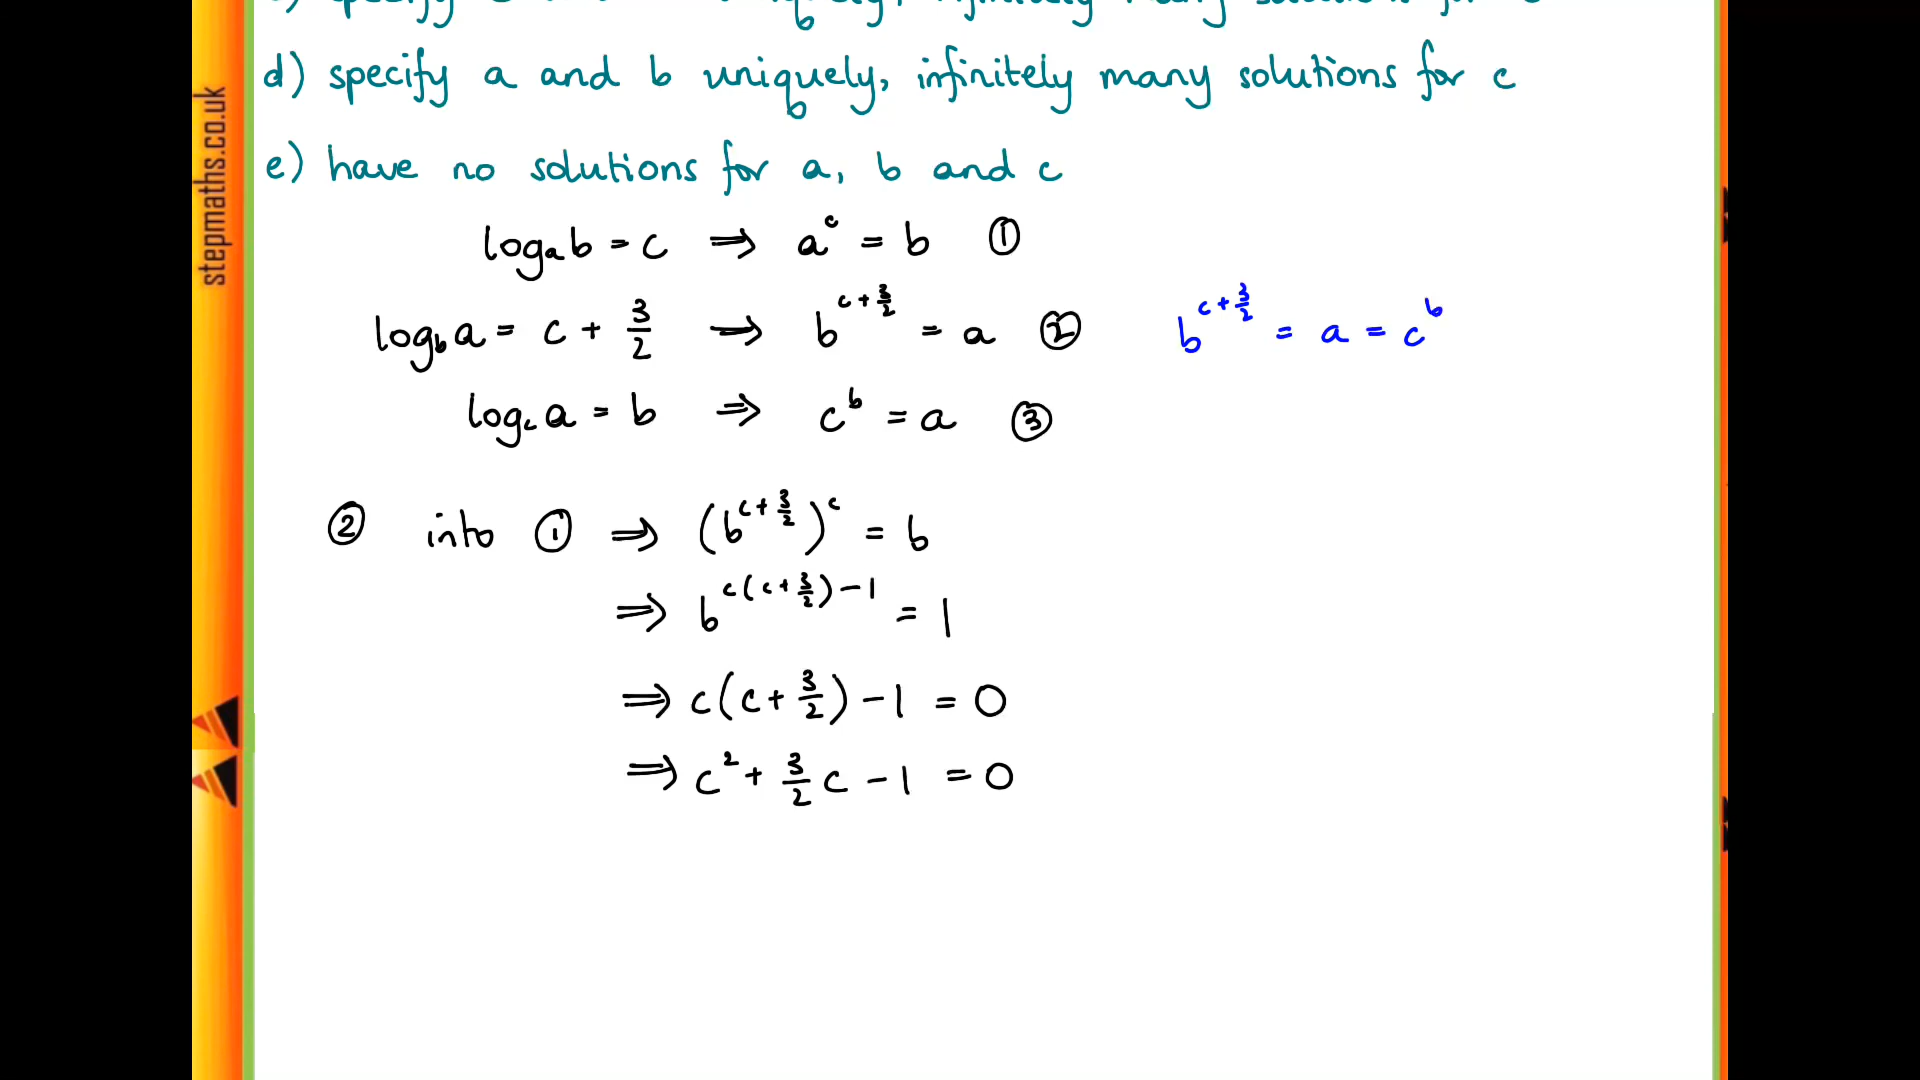 d) specify a and b uniquely, infinitely many solutions for c
e) have no solutions for a, b and c
log_a b = c ⇒ a^c = b ①
log_b a = c + 3/2 ⇒ b^(c + 3/2) = a ② b^(c + 3/2) = a = c^b
log_c a = b ⇒ c^b = a ③
② into ① ⇒ (b^(c + 3/2))^c = b
⇒ b^(c(c + 3/2) - 1) = 1
⇒ c(c + 3/2) - 1 = 0
⇒ c² + 3/2 c - 1 = 0
stepmaths.co.uk